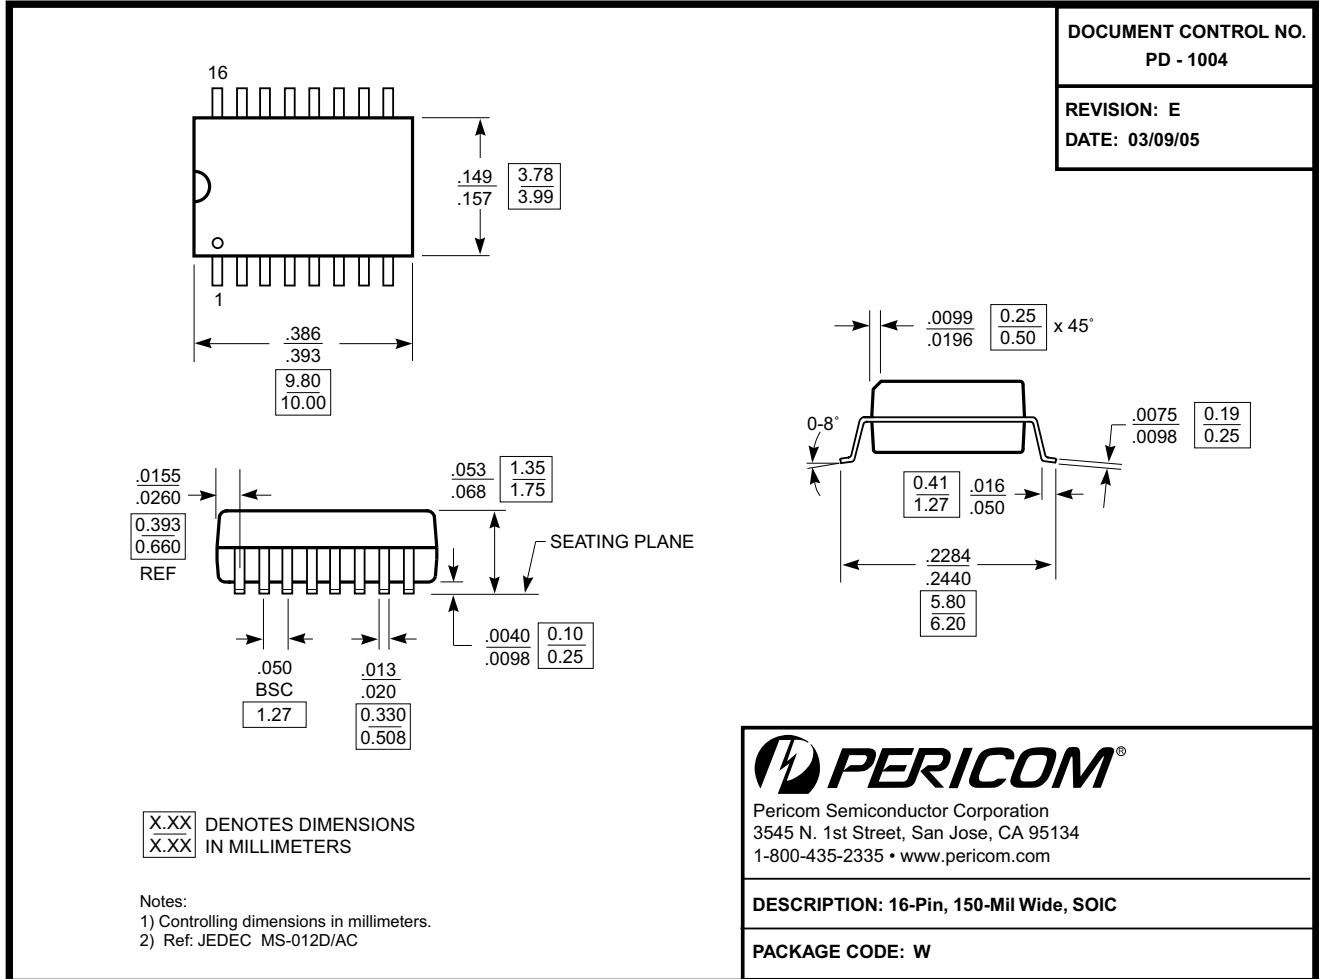 DOCUMENT CONTROL NO.
PD - 1004
REVISION: E
DATE: 03/09/05
16
.149
.157
3.78
3.99
1
.386
.393
9.80
10.00
.0099
.0196
0.25
0.50
x 45°
0-8°
.0075
.0098
0.19
0.25
0.41
1.27
.016
.050
.2284
.2440
5.80
6.20
.0155
.0260
0.393
0.660
REF
.053
.068
1.35
1.75
SEATING PLANE
.0040
.0098
0.10
0.25
.050
BSC
1.27
.013
.020
0.330
0.508
X.XX
X.XX
DENOTES DIMENSIONS
IN MILLIMETERS
Notes:
1) Controlling dimensions in millimeters.
2) Ref: JEDEC MS-012D/AC
PERICOM®
Pericom Semiconductor Corporation
3545 N. 1st Street, San Jose, CA 95134
1-800-435-2335 • www.pericom.com
DESCRIPTION: 16-Pin, 150-Mil Wide, SOIC
PACKAGE CODE: W